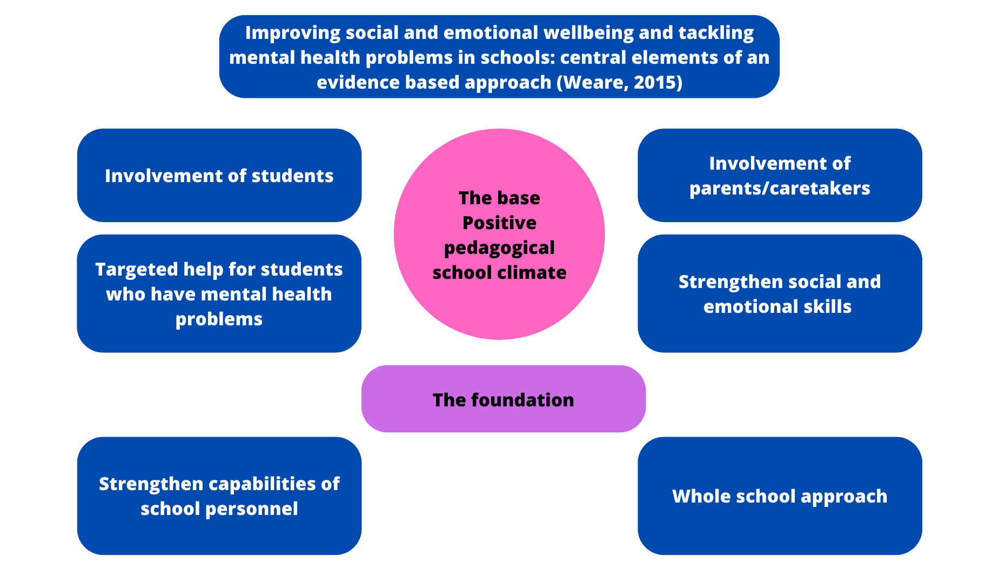 Improving social and emotional wellbeing and tackling
mental health problems in schools: central elements of an
evidence based approach (Weare, 2015)
Involvement of students
The base
Positive
pedagogical
school climate
Involvement of
parents/caretakers
Targeted help for students
who have mental health
problems
Strengthen social and
emotional skills
The foundation
Strengthen capabilities of
school personnel
Whole school approach